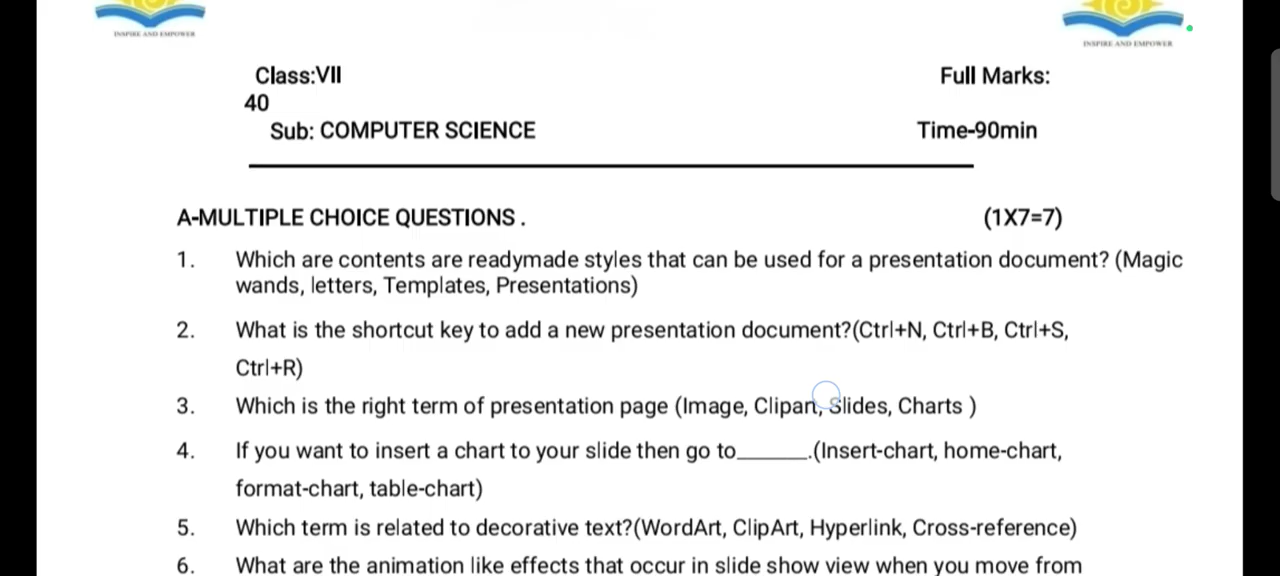 INSPIRE AND EMPOWER
INSPIRE AND EMPOWER
Class:VII Full Marks:
40
Sub: COMPUTER SCIENCE Time-90min
A-MULTIPLE CHOICE QUESTIONS . (1X7=7)
1. Which are contents are readymade styles that can be used for a presentation document? (Magic
wands, letters, Templates, Presentations)
2. What is the shortcut key to add a new presentation document?(Ctrl+N, Ctrl+B, Ctrl+S,
Ctrl+R)
3. Which is the right term of presentation page (Image, Clipart, Slides, Charts )
4. If you want to insert a chart to your slide then go to______.(Insert-chart, home-chart,
format-chart, table-chart)
5. Which term is related to decorative text?(WordArt, ClipArt, Hyperlink, Cross-reference)
6. What are the animation like effects that occur in slide show view when you move from